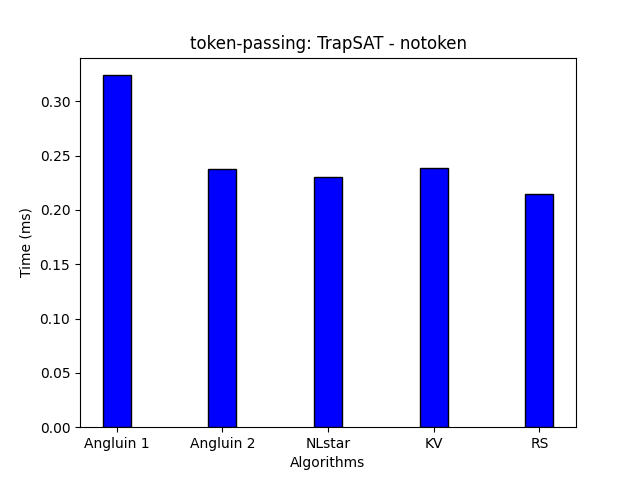 token-passing: TrapSAT - notoken
Time (ms)
0.30
0.25
0.20
0.15
0.10
0.05
0.00
Angluin 1 Angluin 2 NLstar KV RS
Algorithms